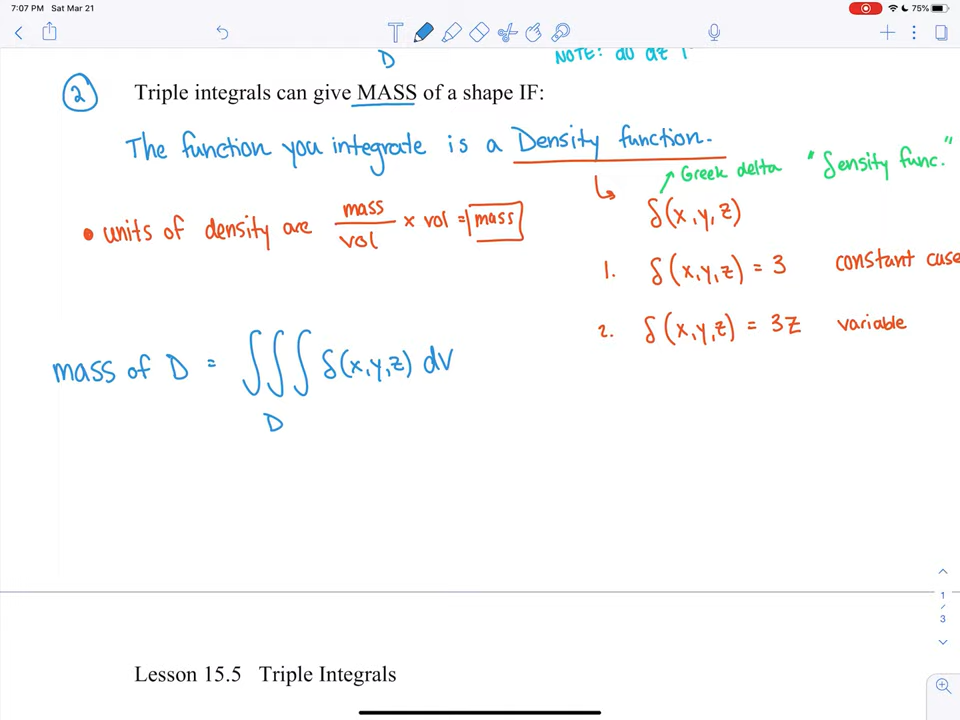 7:07 PM Sat Mar 21
75%
T
D
NOTE:
2 Triple integrals can give MASS of a shape IF:
The function you integrate is a Density function.
Greek delta "δensity func."
δ(x,y,z)
• units of density are mass/vol × vol = mass
1. δ(x,y,z) = 3 constant case
2. δ(x,y,z) = 3z variable
mass of D = ∭ δ(x,y,z) dv
D
1
/
3
Lesson 15.5 Triple Integrals